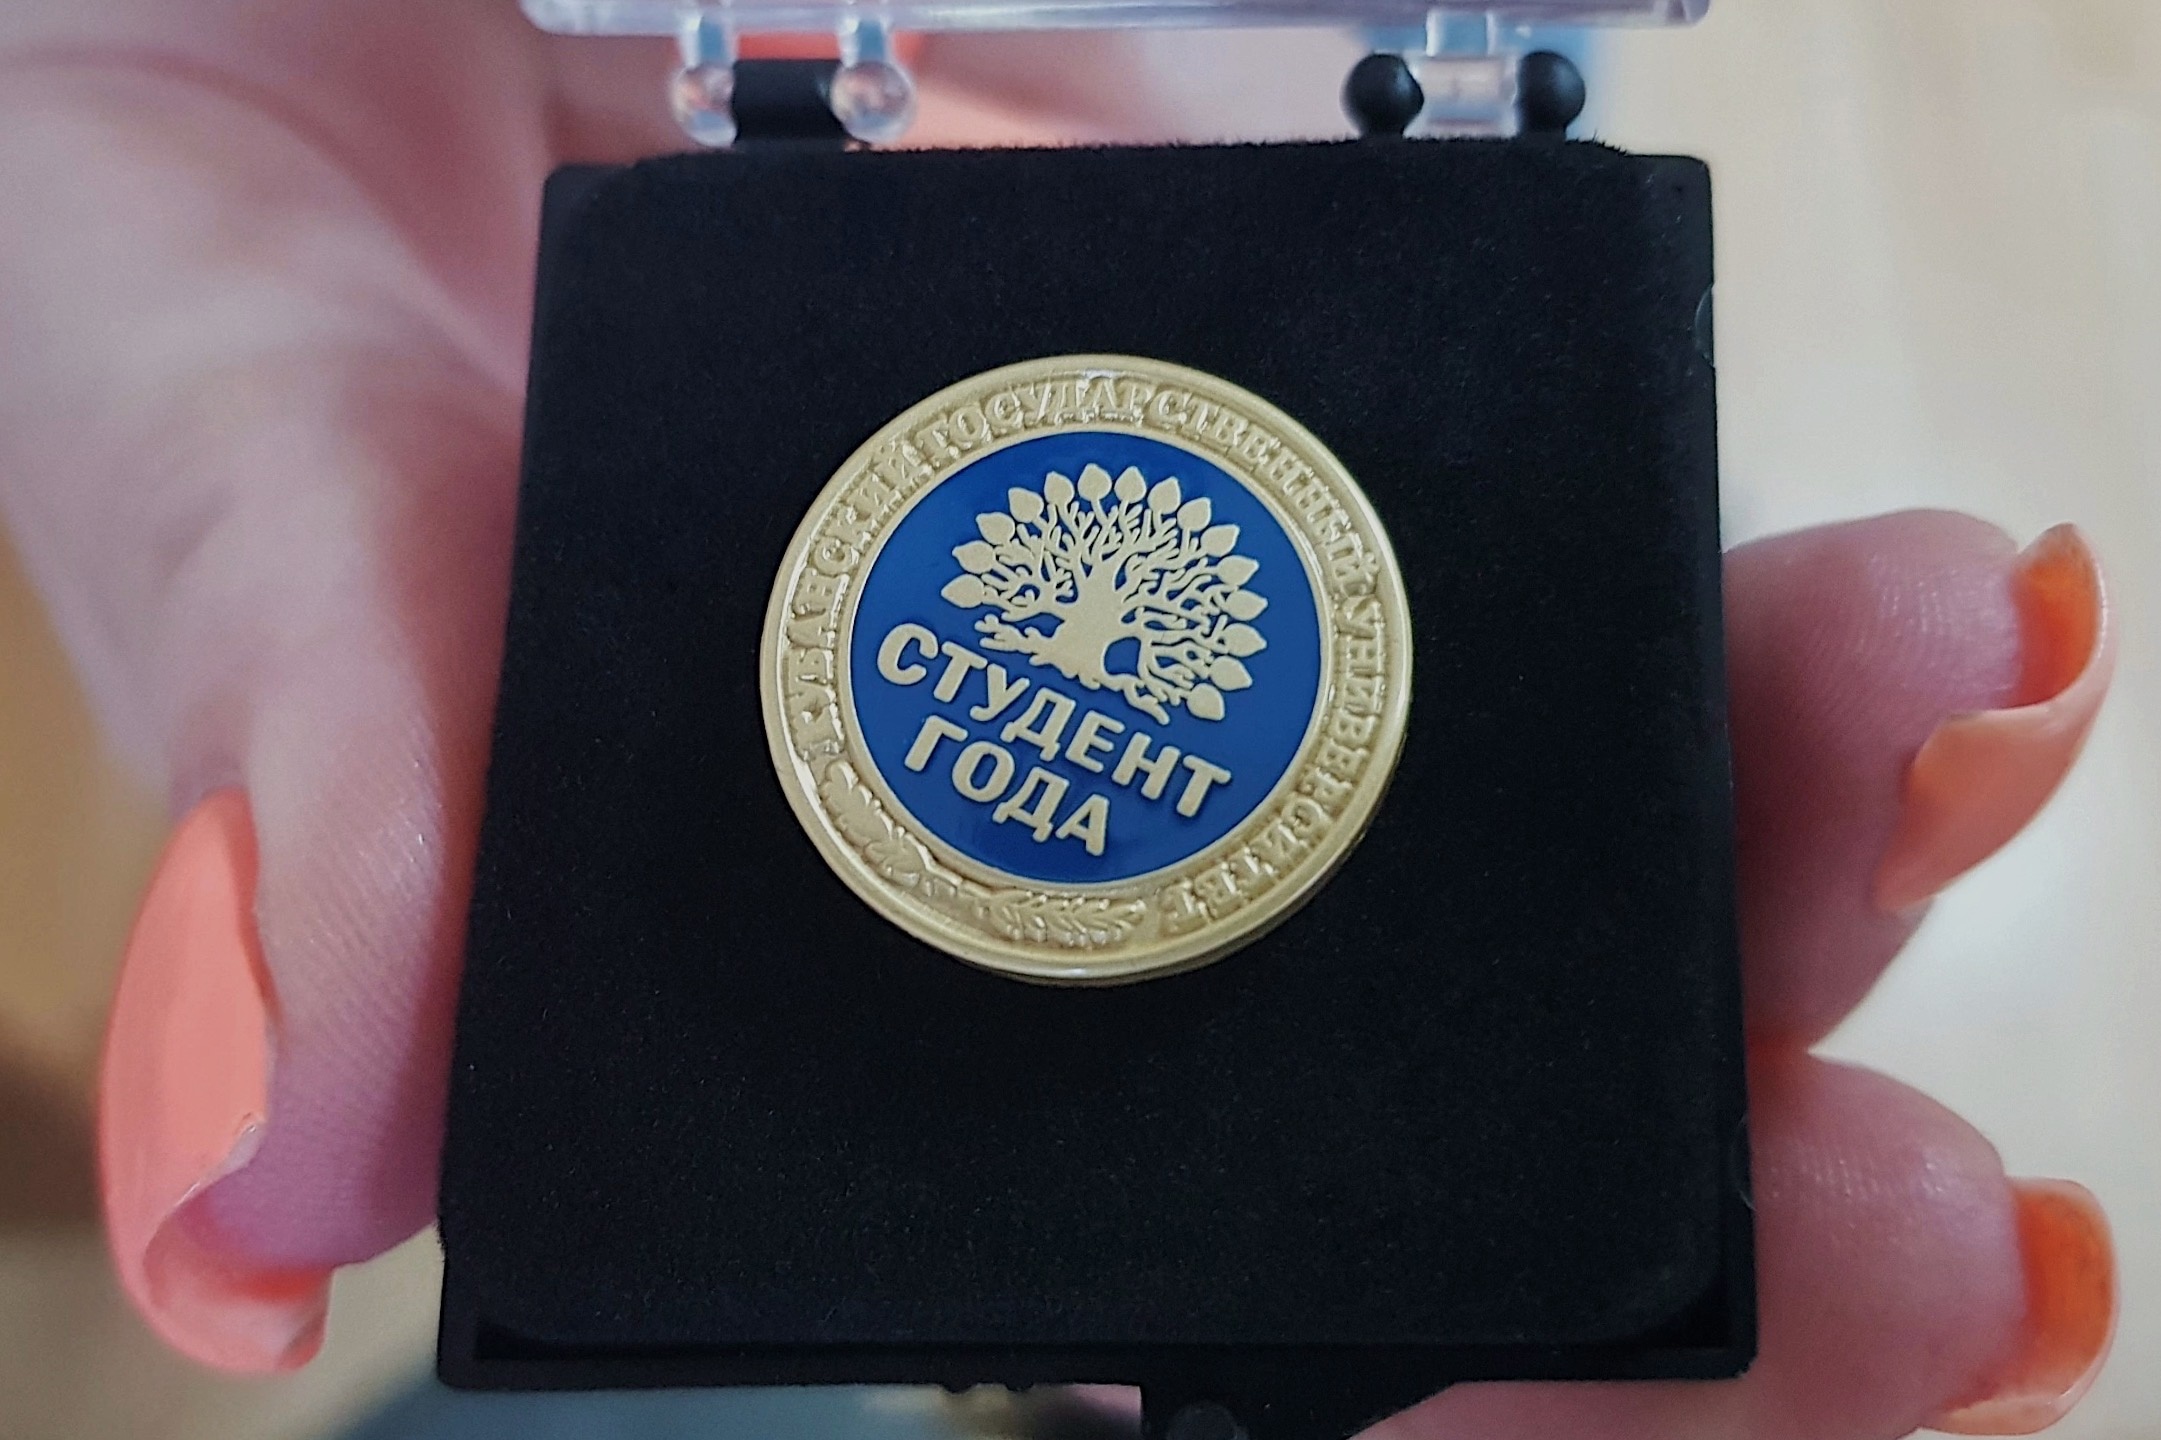 КУБАНСКИЙ ГОСУДАРСТВЕННЫЙ УНИВЕРСИТЕТ
СТУДЕНТ
ГОДА